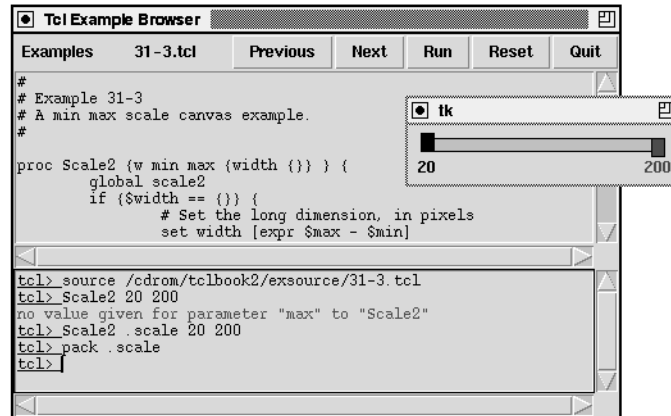 Tcl Example Browser
Examples 31-3.tcl Previous Next Run Reset Quit
#
# Example 31-3
# A min max scale canvas example.
#
proc Scale2 {w min max {width {}} } {
global scale2
if {$width == {}} {
# Set the long dimension, in pixels
set width [expr $max - $min]
tk
20 200
tcl> source /cdrom/tclbook2/exsource/31-3.tcl
tcl> Scale2 20 200
no value given for parameter "max" to "Scale2"
tcl> Scale2 .scale 20 200
tcl> pack .scale
tcl>